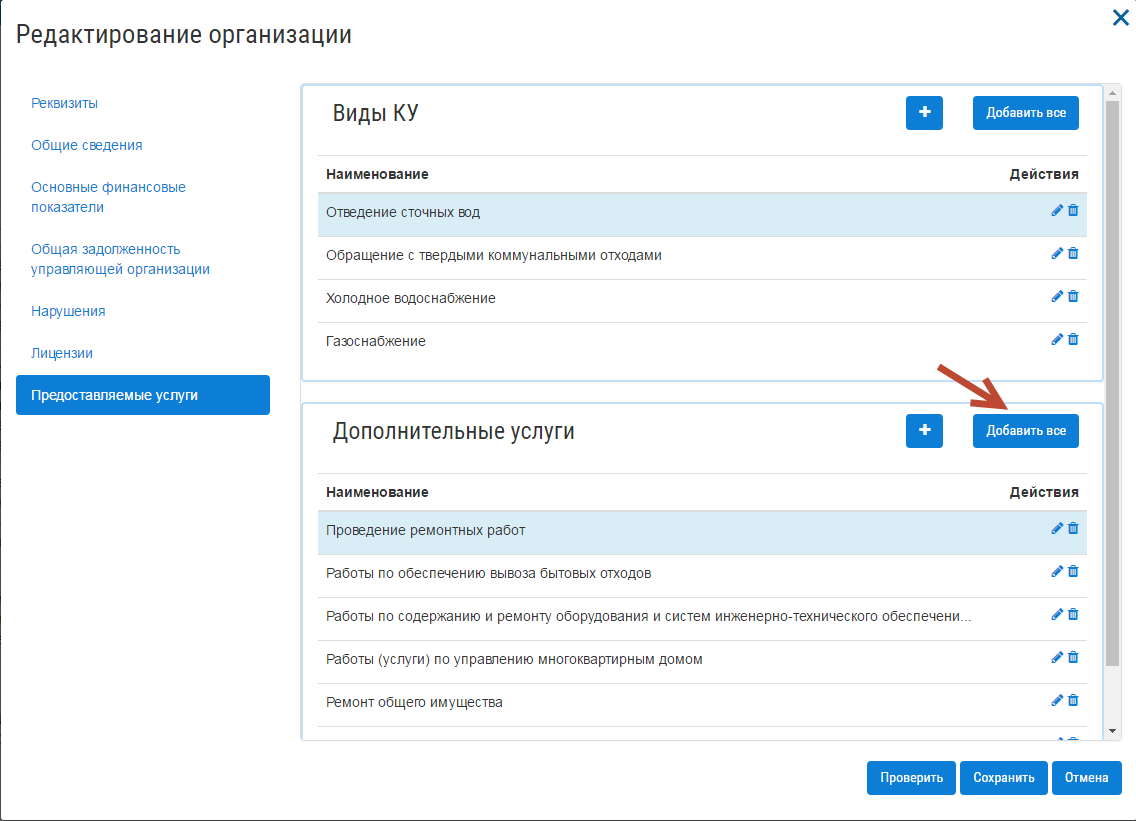 Редактирование организации
Реквизиты
Общие сведения
Основные финансовые
показатели
Общая задолженность
управляющей организации
Нарушения
Лицензии
Предоставляемые услуги
Виды КУ
+
Добавить все
Наименование
Действия
Отведение сточных вод
Обращение с твердыми коммунальными отходами
Холодное водоснабжение
Газоснабжение
Дополнительные услуги
+
Добавить все
Наименование
Действия
Проведение ремонтных работ
Работы по обеспечению вывоза бытовых отходов
Работы по содержанию и ремонту оборудования и систем инженерно-технического обеспечени...
Работы (услуги) по управлению многоквартирным домом
Ремонт общего имущества
Проверить
Сохранить
Отмена